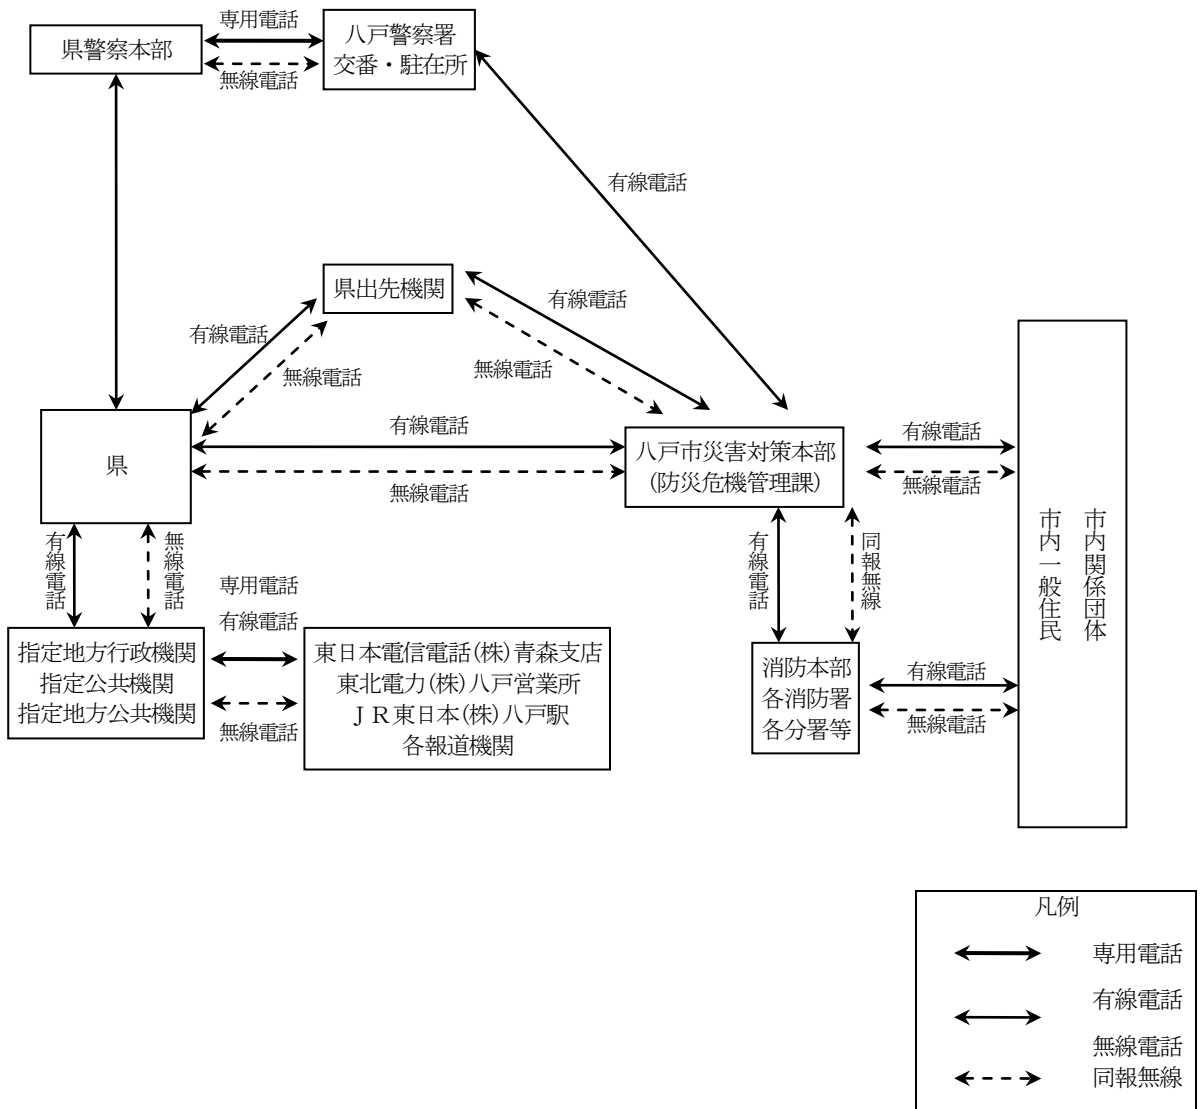 専用電話
県警察本部
八戸警察署
交番・駐在所
無線電話
有線電話
県出先機関
有線電話
有線電話
無線電話
無線電話
県
有線電話
無線電話
八戸市災害対策本部
(防災危機管理課)
有線電話
無線電話
市内関係団体
市内一般住民
有線電話
無線電話
専用電話
有線電話
無線電話
指定地方行政機関
指定公共機関
指定地方公共機関
東日本電信電話(株)青森支店
東北電力(株)八戸営業所
ＪＲ東日本(株)八戸駅
各報道機関
有線電話
同報無線
消防本部
各消防署
各分署等
有線電話
無線電話
凡例
専用電話
有線電話
無線電話
同報無線